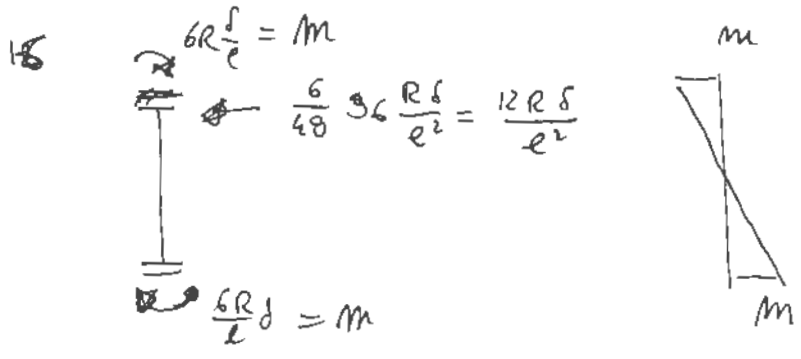 16
6R δ/ℓ = M
m
6/48 96 Rδ/ℓ² = 12Rδ/ℓ²
6R/ℓ δ = M
M